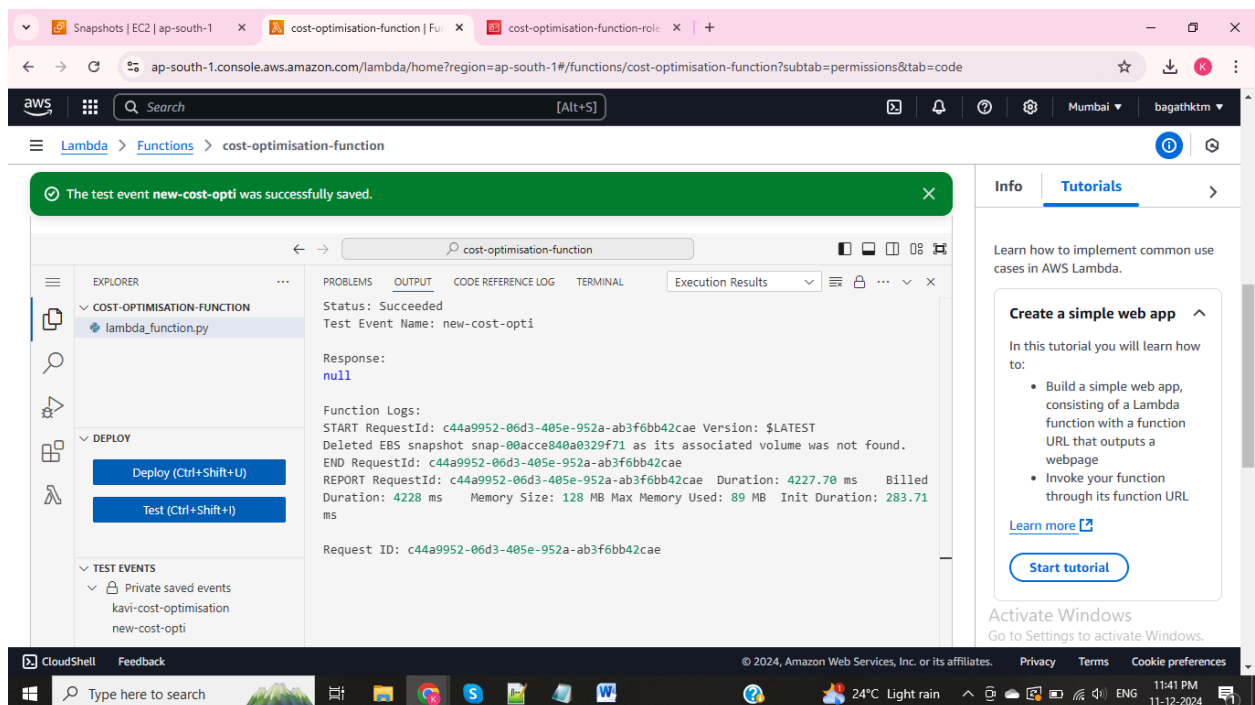 Snapshots | EC2 | ap-south-1
cost-optimisation-function | Fur
cost-optimisation-function-role
ap-south-1.console.aws.amazon.com/lambda/home?region=ap-south-1#/functions/cost-optimisation-function?subtab=permissions&tab=code
K
aws
Search
[Alt+S]
Mumbai
bagathktm
Lambda > Functions > cost-optimisation-function
The test event new-cost-opti was successfully saved.
Info
Tutorials
cost-optimisation-function
EXPLORER
COST-OPTIMISATION-FUNCTION
lambda_function.py
DEPLOY
Deploy (Ctrl+Shift+U)
Test (Ctrl+Shift+I)
TEST EVENTS
Private saved events
kavi-cost-optimisation
new-cost-opti
PROBLEMS OUTPUT CODE REFERENCE LOG TERMINAL
Execution Results
Status: Succeeded
Test Event Name: new-cost-opti
Response:
null
Function Logs:
START RequestId: c44a9952-06d3-405e-952a-ab3f6bb42cae Version: $LATEST
Deleted EBS snapshot snap-00acce840a0329f71 as its associated volume was not found.
END RequestId: c44a9952-06d3-405e-952a-ab3f6bb42cae
REPORT RequestId: c44a9952-06d3-405e-952a-ab3f6bb42cae Duration: 4227.70 ms Billed
Duration: 4228 ms Memory Size: 128 MB Max Memory Used: 89 MB Init Duration: 283.71
ms
Request ID: c44a9952-06d3-405e-952a-ab3f6bb42cae
Learn how to implement common use
cases in AWS Lambda.
Create a simple web app
In this tutorial you will learn how
to:
• Build a simple web app,
consisting of a Lambda
function with a function
URL that outputs a
webpage
• Invoke your function
through its function URL
Learn more
Start tutorial
Activate Windows
Go to Settings to activate Windows.
CloudShell
Feedback
© 2024, Amazon Web Services, Inc. or its affiliates.
Privacy
Terms
Cookie preferences
Type here to search
24°C Light rain
ENG
11:41 PM
11-12-2024